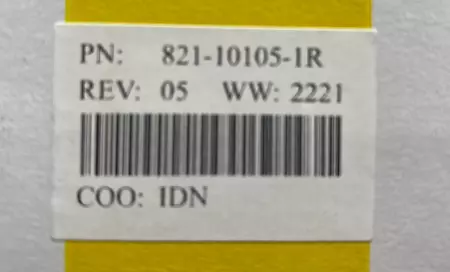 PN: 821-10105-1R
REV: 05 WW: 2221
COO: IDN